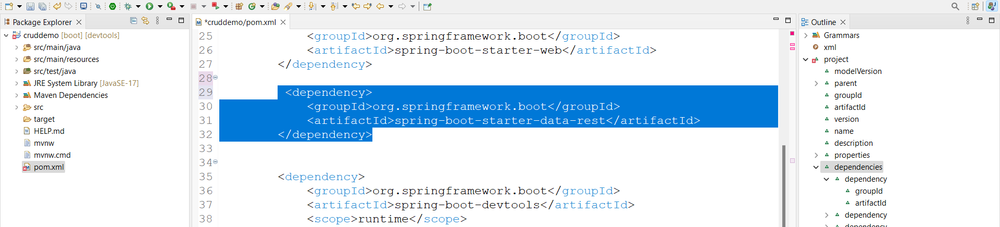 Package Explorer
cruddemo [boot] [devtools]
src/main/java
src/main/resources
src/test/java
JRE System Library [JavaSE-17]
Maven Dependencies
src
target
HELP.md
mvnw
mvnw.cmd
pom.xml
*cruddemo/pom.xml
25 <groupId>org.springframework.boot</groupId>
26 <artifactId>spring-boot-starter-web</artifactId>
27 </dependency>
28
29 <dependency>
30 <groupId>org.springframework.boot</groupId>
31 <artifactId>spring-boot-starter-data-rest</artifactId>
32 </dependency>
33
34
35 <dependency>
36 <groupId>org.springframework.boot</groupId>
37 <artifactId>spring-boot-devtools</artifactId>
38 <scope>runtime</scope>
Outline
Grammars
xml
project
modelVersion
parent
groupId
artifactId
version
name
description
properties
dependencies
dependency
groupId
artifactId
dependency
dependency